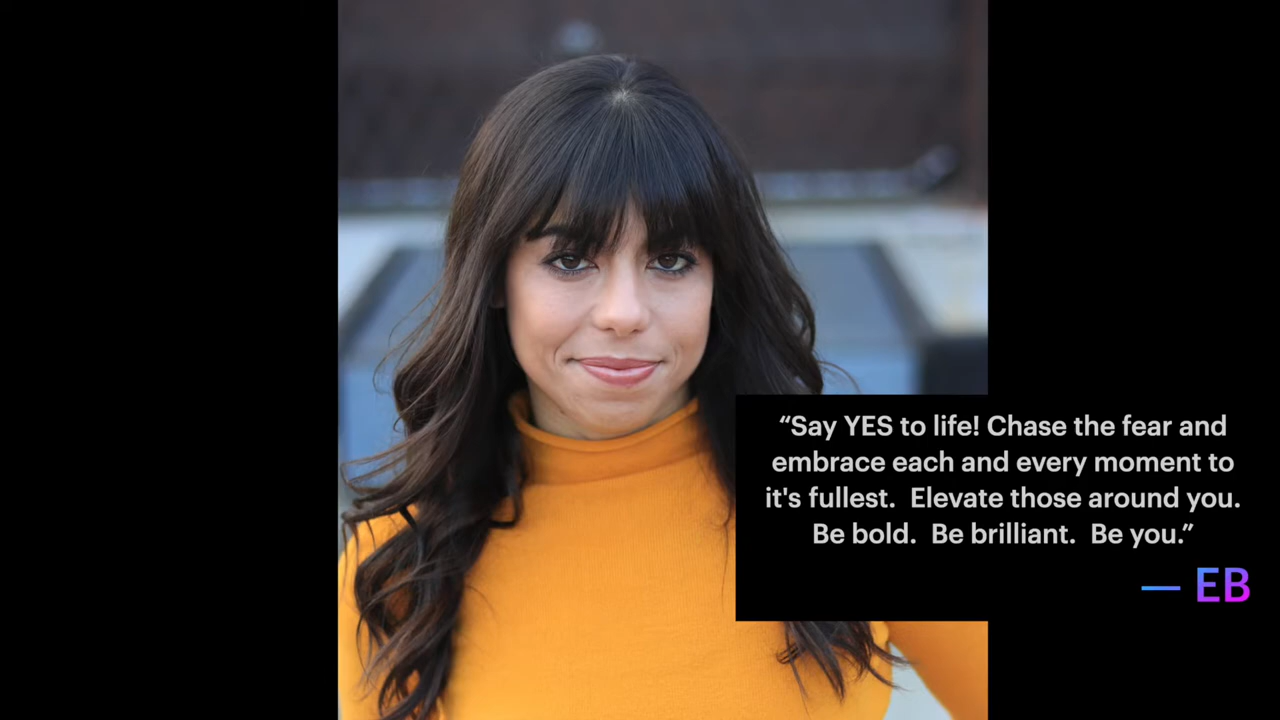 “Say YES to life! Chase the fear and
embrace each and every moment to
it's fullest.  Elevate those around you.
Be bold.  Be brilliant.  Be you.”
— EB